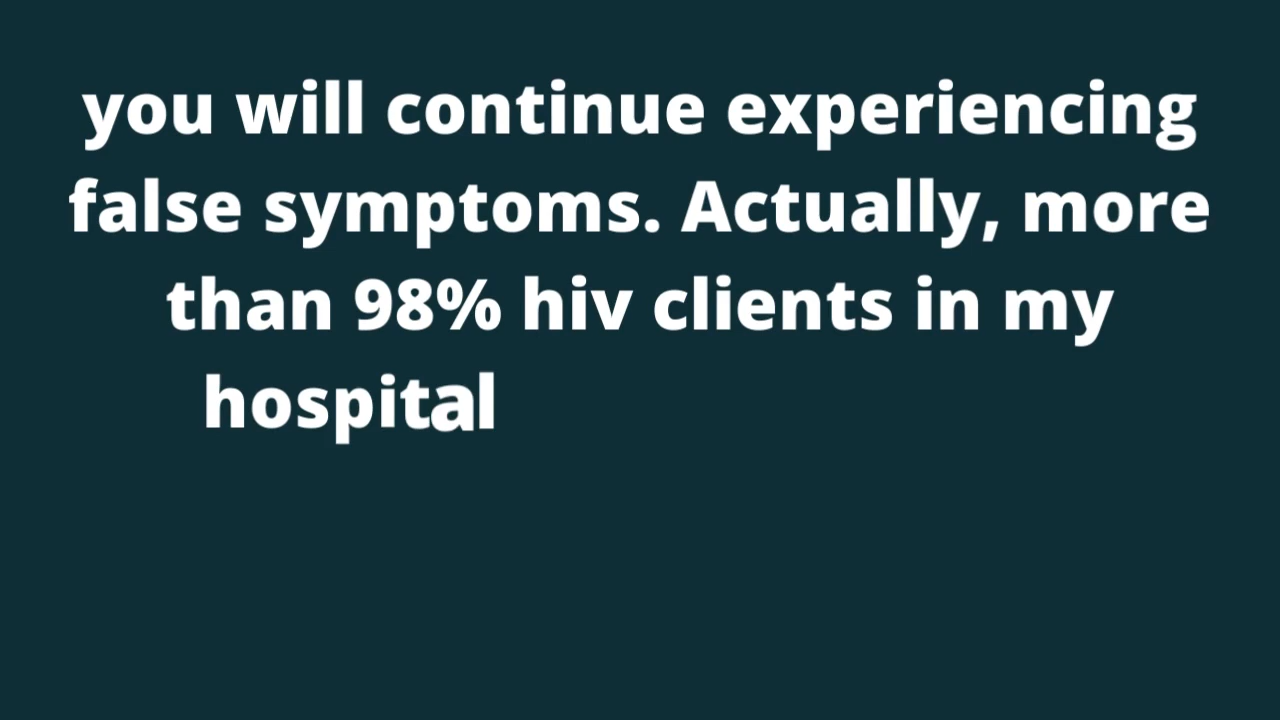 you will continue experiencing
false symptoms. Actually, more
than 98% hiv clients in my
hospital